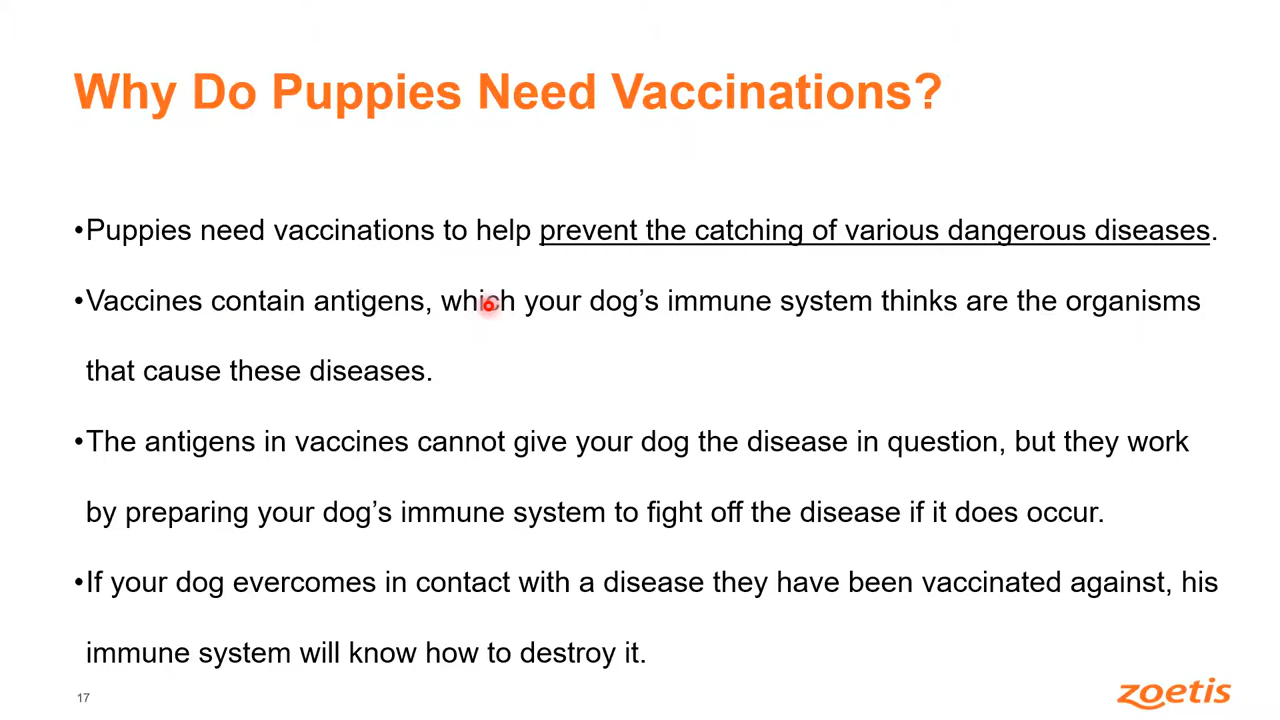 Why Do Puppies Need Vaccinations?
•Puppies need vaccinations to help prevent the catching of various dangerous diseases.
•Vaccines contain antigens, which your dog’s immune system thinks are the organisms
that cause these diseases.
•The antigens in vaccines cannot give your dog the disease in question, but they work
by preparing your dog’s immune system to fight off the disease if it does occur.
•If your dog evercomes in contact with a disease they have been vaccinated against, his
immune system will know how to destroy it.
17
zoetis